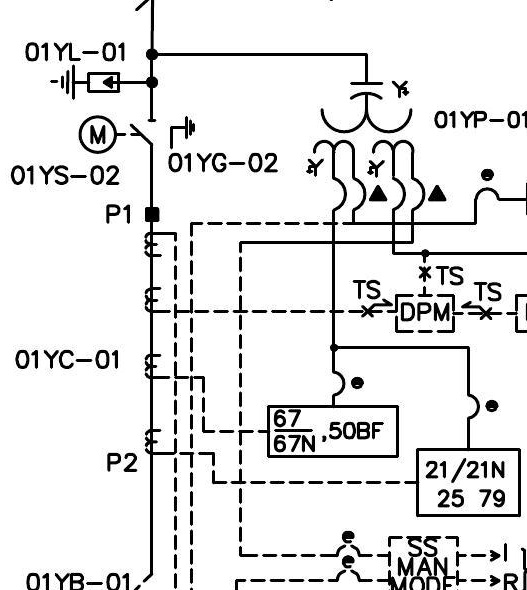 01YL-01
Y
01YP-01
M
01YG-02
Y
Y
01YS-02
e
P1
TS
TS
TS
DPM
01YC-01
e
67
67N ,50BF
e
P2
21/21N
25 79
e
SS
MAN
MODE
I
e
R
01YB-01